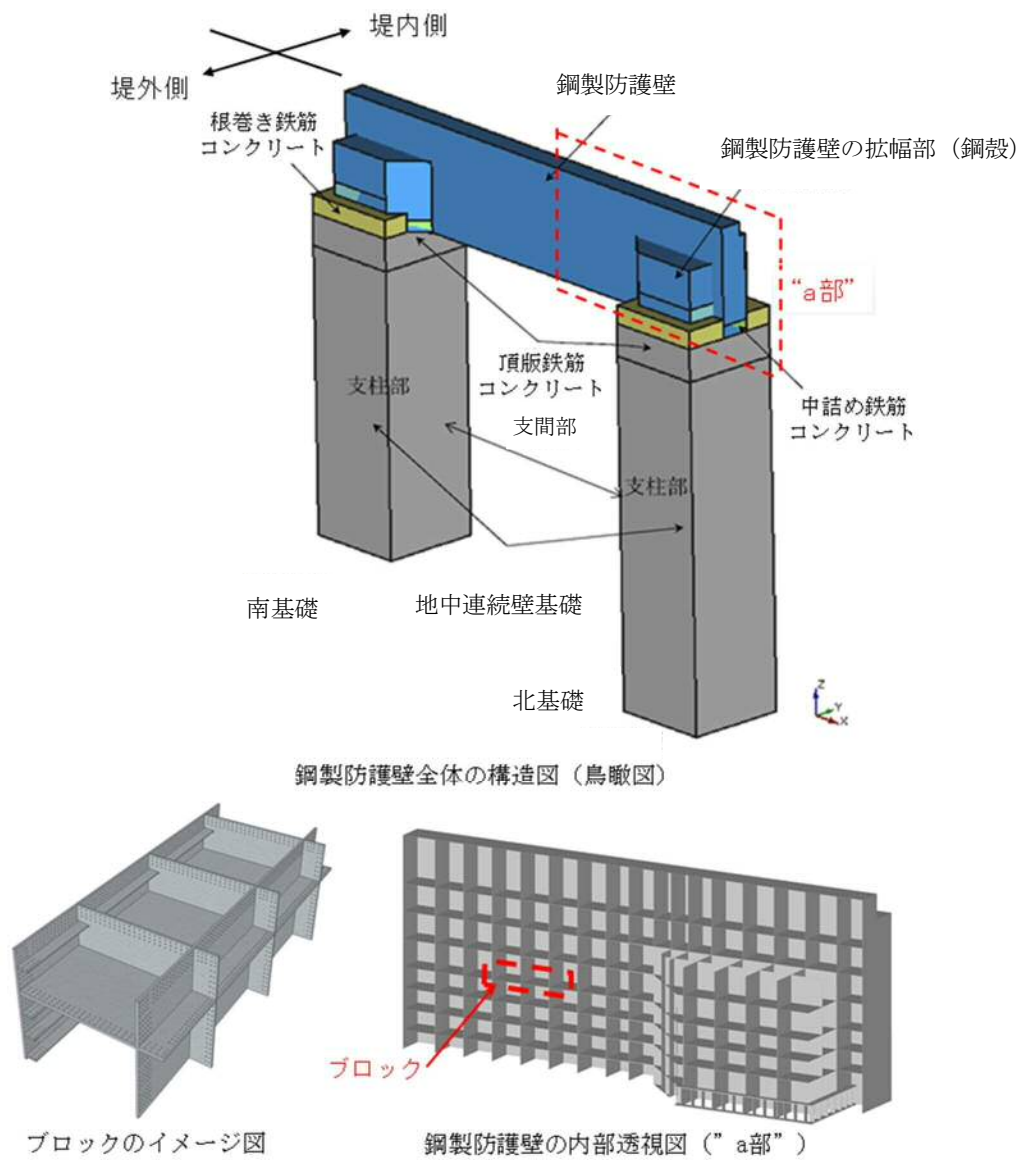 堤内側
堤外側
鋼製防護壁
根巻き鉄筋
コンクリート
鋼製防護壁の拡幅部（鋼殻）
“a部”
頂版鉄筋
コンクリート
支柱部
支間部
中詰め鉄筋
コンクリート
支柱部
南基礎
地中連続壁基礎
北基礎
Z
Y
X
鋼製防護壁全体の構造図（鳥瞰図）
ブロック
ブロックのイメージ図
鋼製防護壁の内部透視図（”a部”）